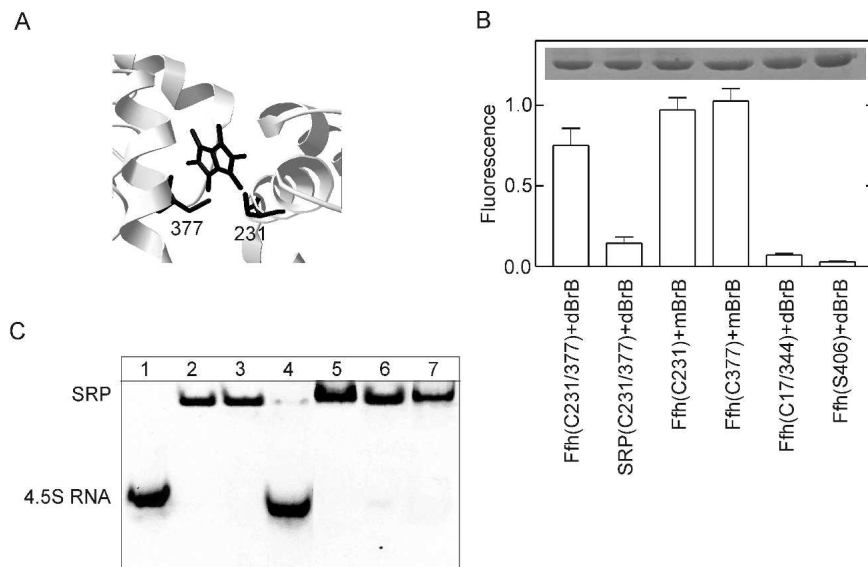 A
377
231
B
Fluorescence
1.0
0.5
0.0
Ffh(C231/377)+dBrB
SRP(C231/377)+dBrB
Ffh(C231)+mBrB
Ffh(C377)+mBrB
Ffh(C17/344)+dBrB
Ffh(S406)+dBrB
C
1 2 3 4 5 6 7
SRP
4.5S RNA